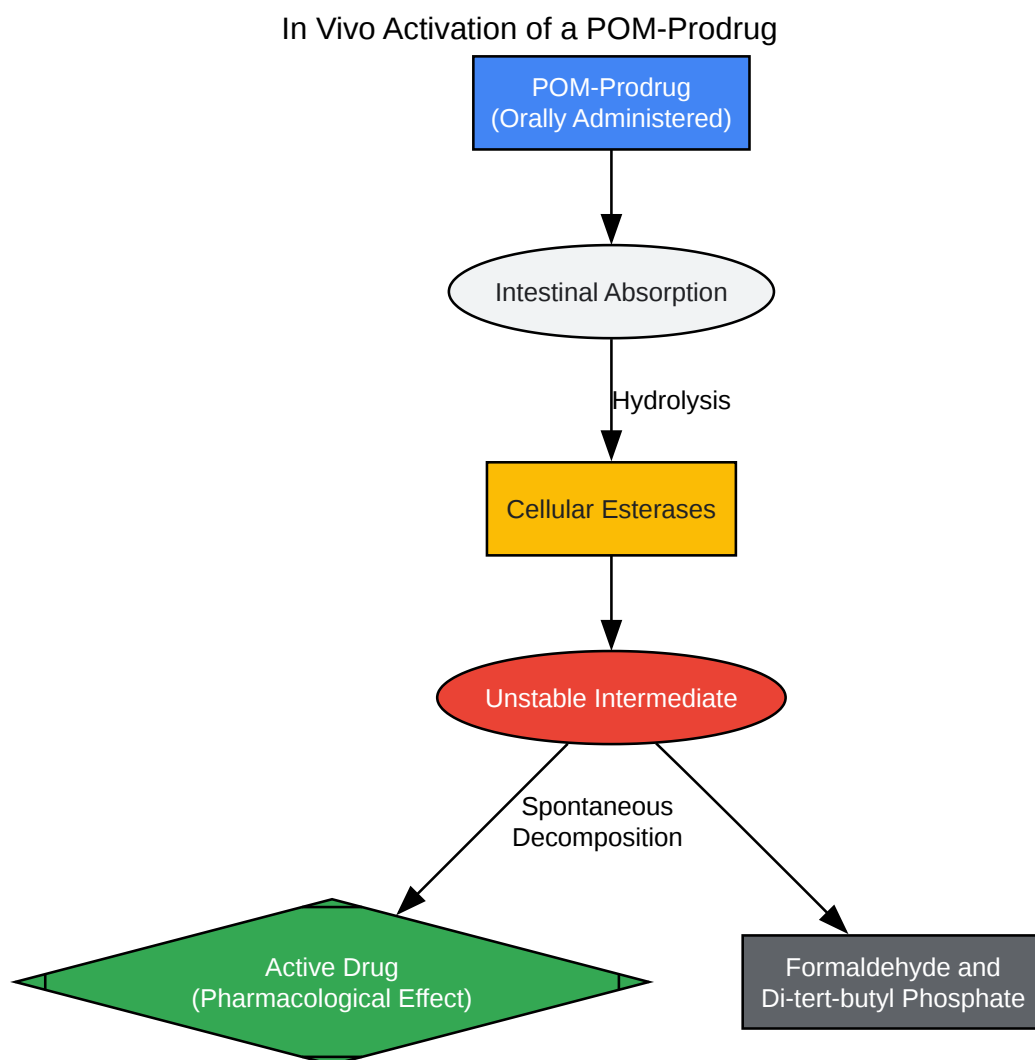 In Vivo Activation of a POM-Prodrug
POM-Prodrug
(Orally Administered)
Intestinal Absorption
Hydrolysis
Cellular Esterases
Unstable Intermediate
Spontaneous
Decomposition
Active Drug
(Pharmacological Effect)
Formaldehyde and
Di-tert-butyl Phosphate